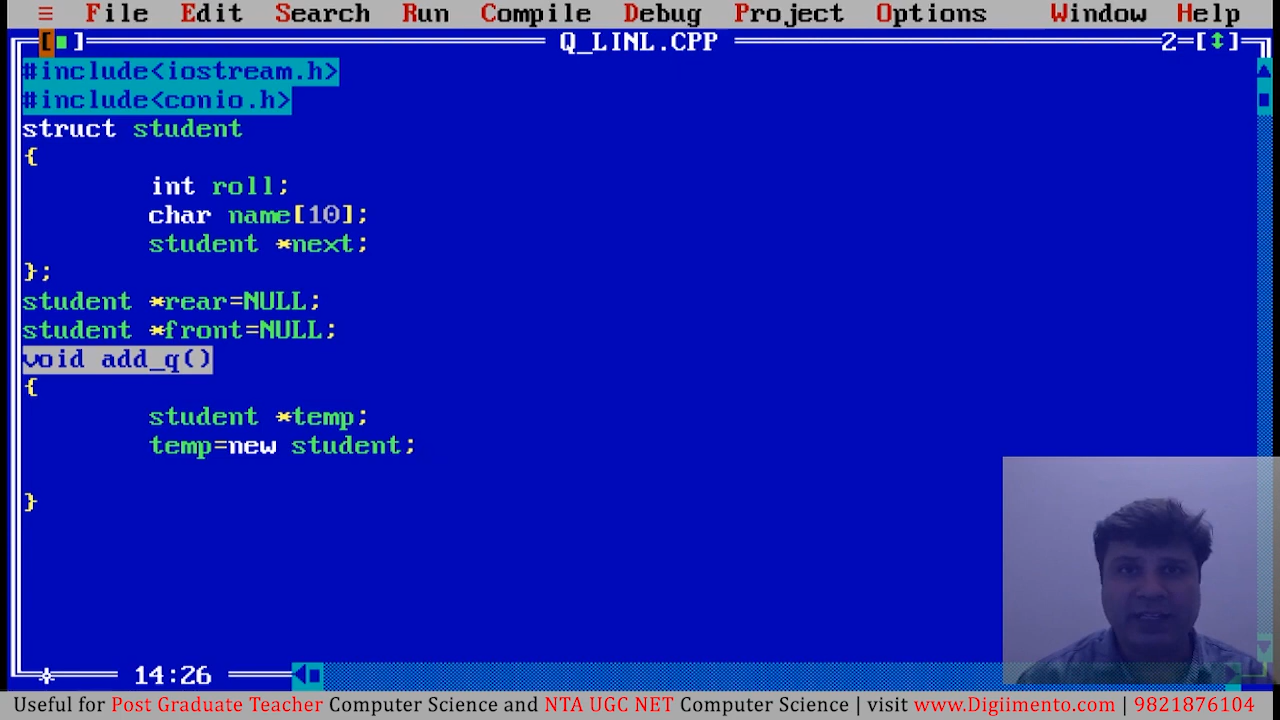 ≡ File Edit Search Run Compile Debug Project Options Window Help
[■] Q_LINL.CPP 2=[↕]
#include<iostream.h>
#include<conio.h>
struct student
{
int roll;
char name[10];
student *next;
};
student *rear=NULL;
student *front=NULL;
void add_q()
{
student *temp;
temp=new student;
}
14:26
Useful for Post Graduate Teacher Computer Science and NTA UGC NET Computer Science | visit www.Digiimento.com | 9821876104